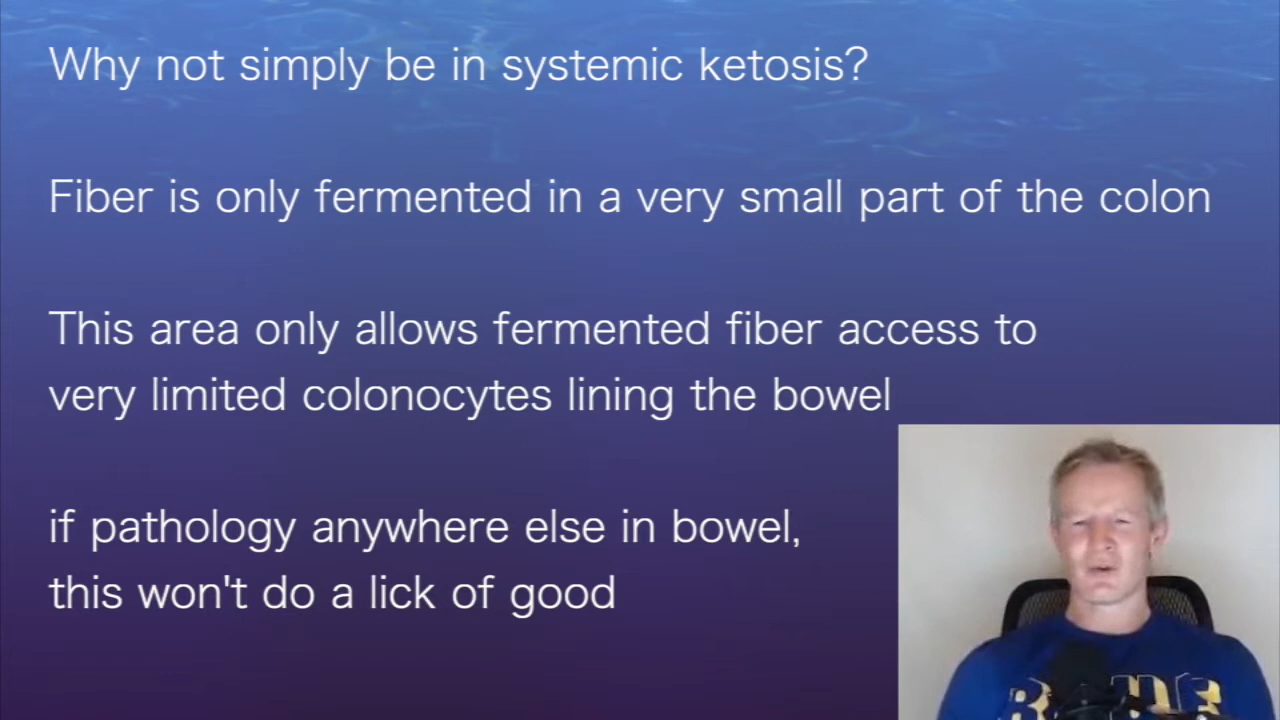 Why not simply be in systemic ketosis?
Fiber is only fermented in a very small part of the colon
This area only allows fermented fiber access to
very limited colonocytes lining the bowel
if pathology anywhere else in bowel,
this won't do a lick of good